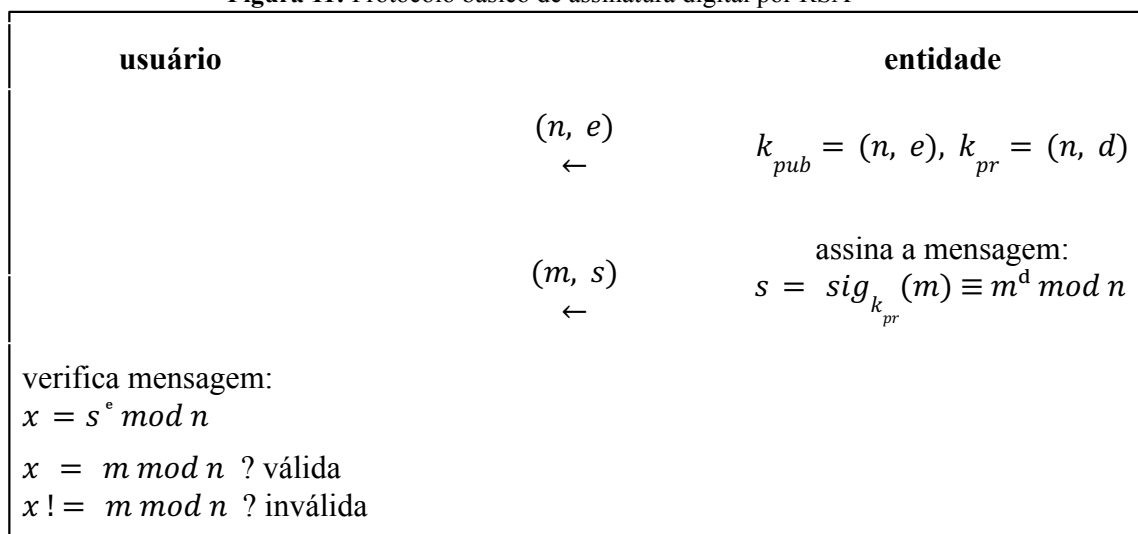 Figura 11. Protocolo básico de assinatura digital por RSA
usuário entidade
(n, e)
← k_pub = (n, e), k_pr = (n, d)
assina a mensagem:
(m, s) s = sig_k_pr (m) ≡ m^d mod n
←
verifica mensagem:
x = s^e mod n
x = m mod n ? válida
x != m mod n ? inválida